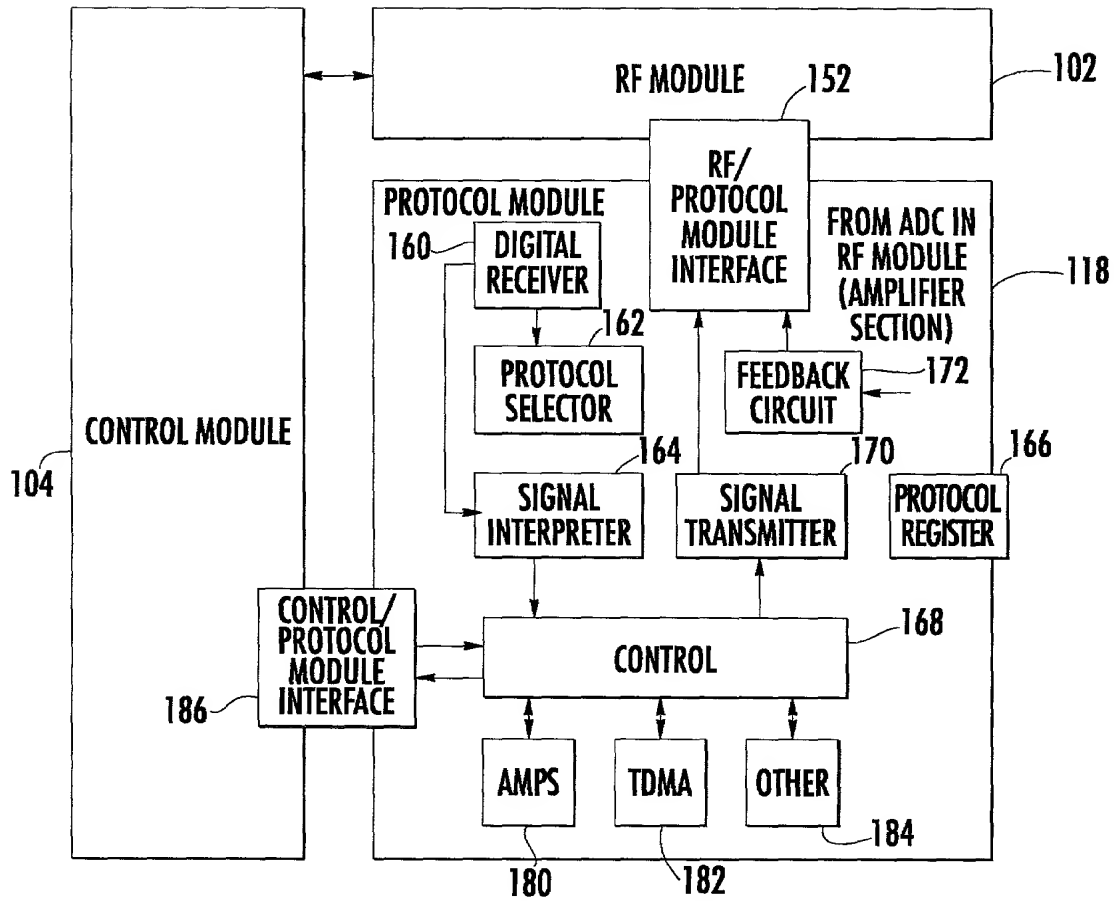 RF MODULE
102
152
RF/
PROTOCOL
MODULE
INTERFACE
PROTOCOL MODULE
160
DIGITAL
RECEIVER
FROM ADC IN
RF MODULE
(AMPLIFIER
SECTION)
118
162
PROTOCOL
SELECTOR
FEEDBACK
CIRCUIT
172
CONTROL MODULE
104
164
SIGNAL
INTERPRETER
170
SIGNAL
TRANSMITTER
166
PROTOCOL
REGISTER
CONTROL/
PROTOCOL
MODULE
INTERFACE
186
CONTROL
168
AMPS
TDMA
OTHER
180
182
184